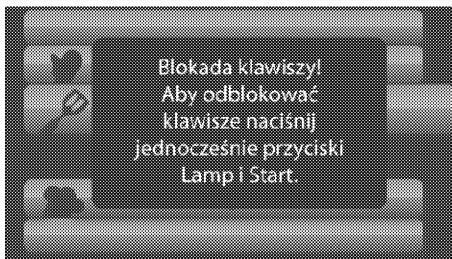 Blokada klawiszy!
Aby odblokować
klawisze naciśnij
jednocześnie przyciski
Lamp i Start.